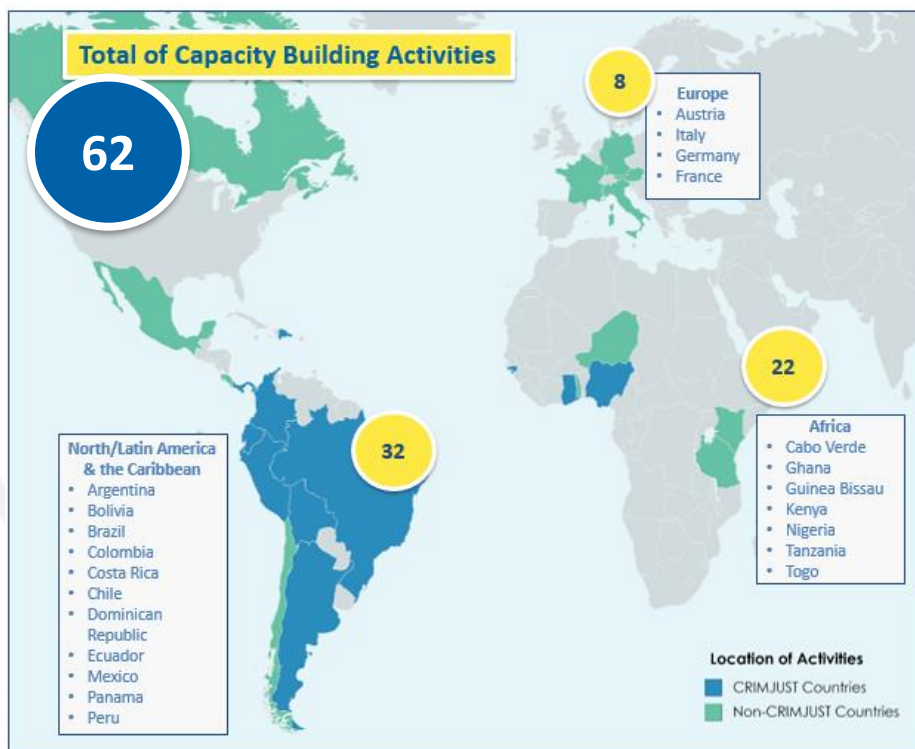 Total of Capacity Building Activities
62
8
Europe
• Austria
• Italy
• Germany
• France
22
Africa
• Cabo Verde
• Ghana
• Guinea Bissau
• Kenya
• Nigeria
• Tanzania
• Togo
32
North/Latin America
& the Caribbean
• Argentina
• Bolivia
• Brazil
• Colombia
• Costa Rica
• Chile
• Dominican
Republic
• Ecuador
• Mexico
• Panama
• Peru
Location of Activities
CRIMJUST Countries
Non-CRIMJUST Countries